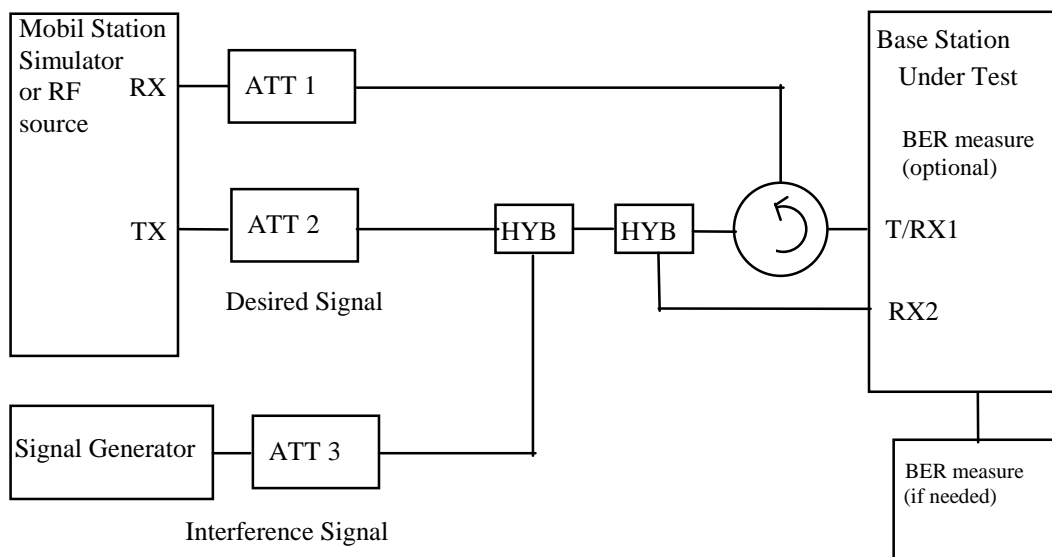 Mobil Station
Simulator
or RF
source
RX
TX
ATT 1
ATT 2
Desired Signal
HYB
HYB
Base Station
Under Test
BER measure
(optional)
T/RX1
RX2
Signal Generator
ATT 3
Interference Signal
BER measure
(if needed)